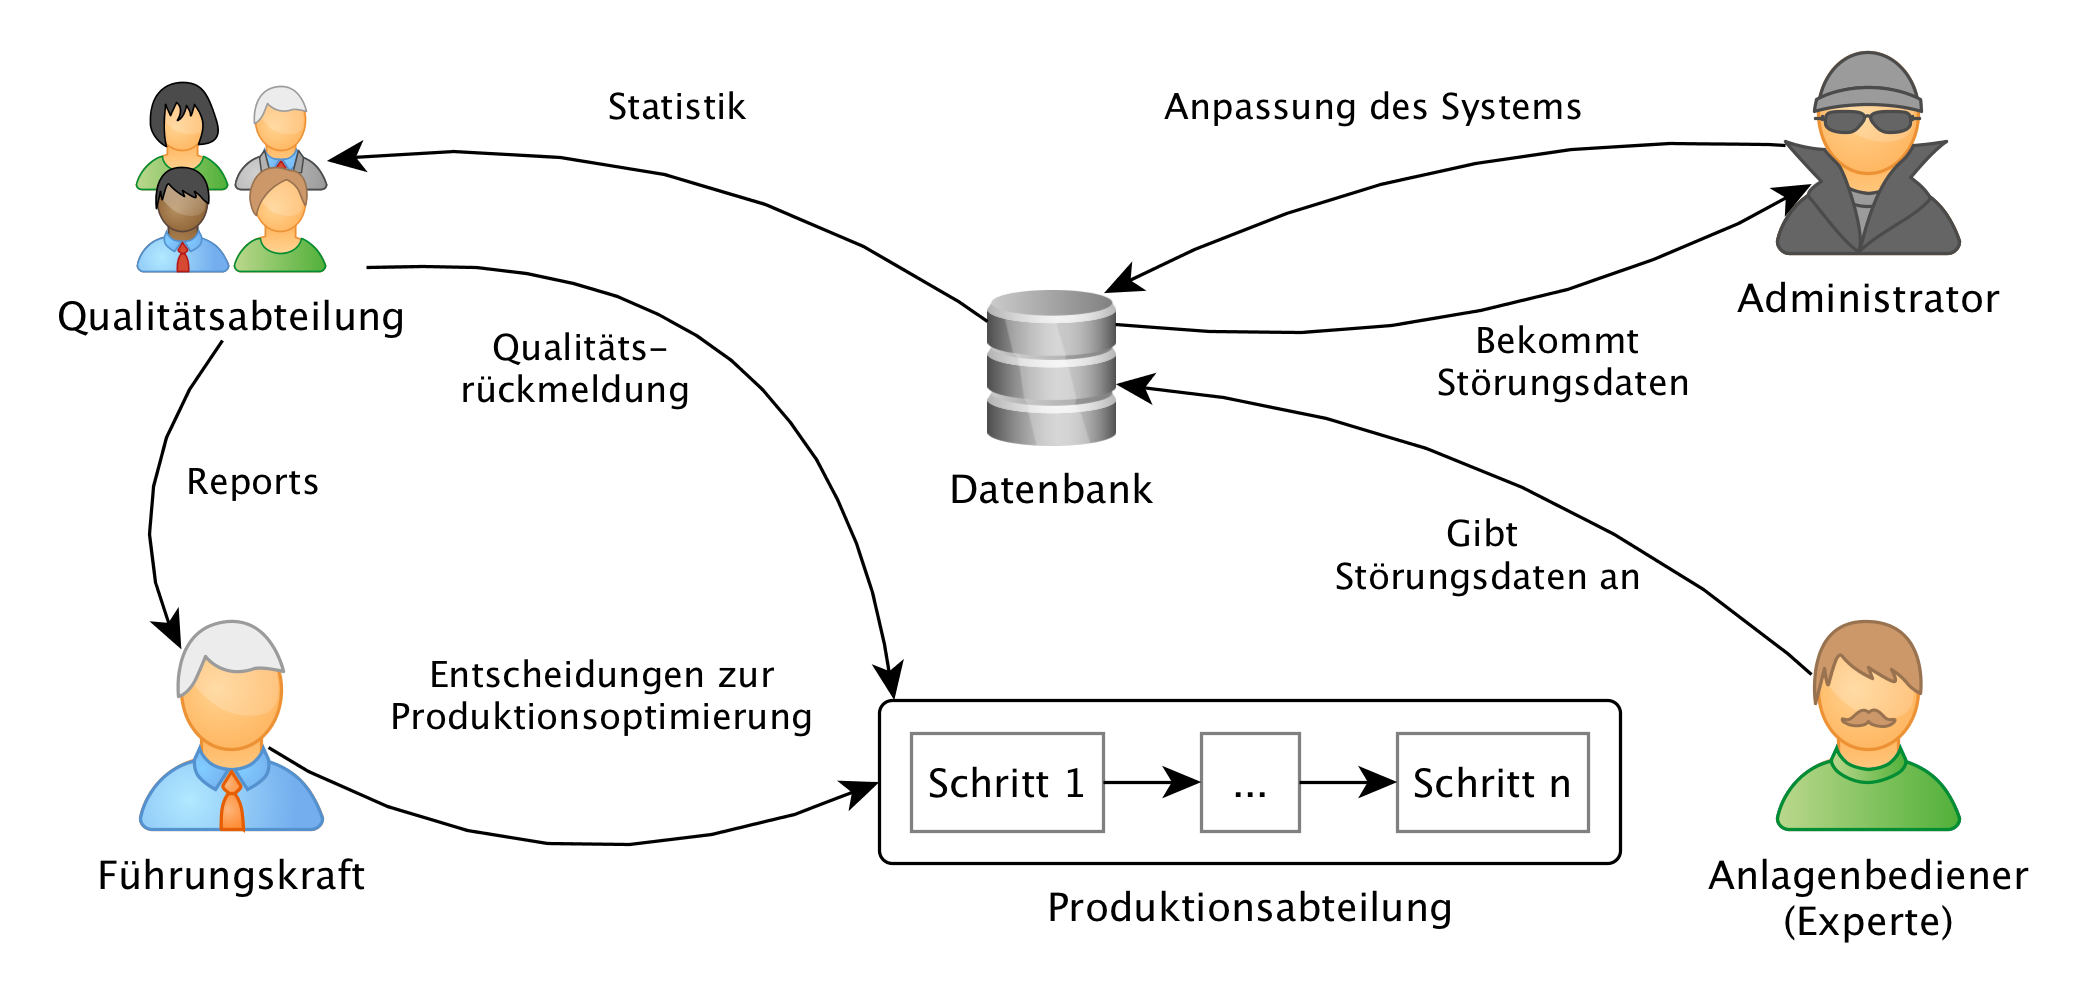 Statistik
Anpassung des Systems
Qualitätsabteilung
Administrator
Qualitäts-
rückmeldung
Bekommt
Störungsdaten
Reports
Datenbank
Gibt
Störungsdaten an
Entscheidungen zur
Produktionsoptimierung
Schritt 1
...
Schritt n
Führungskraft
Produktionsabteilung
Anlagenbediener
(Experte)